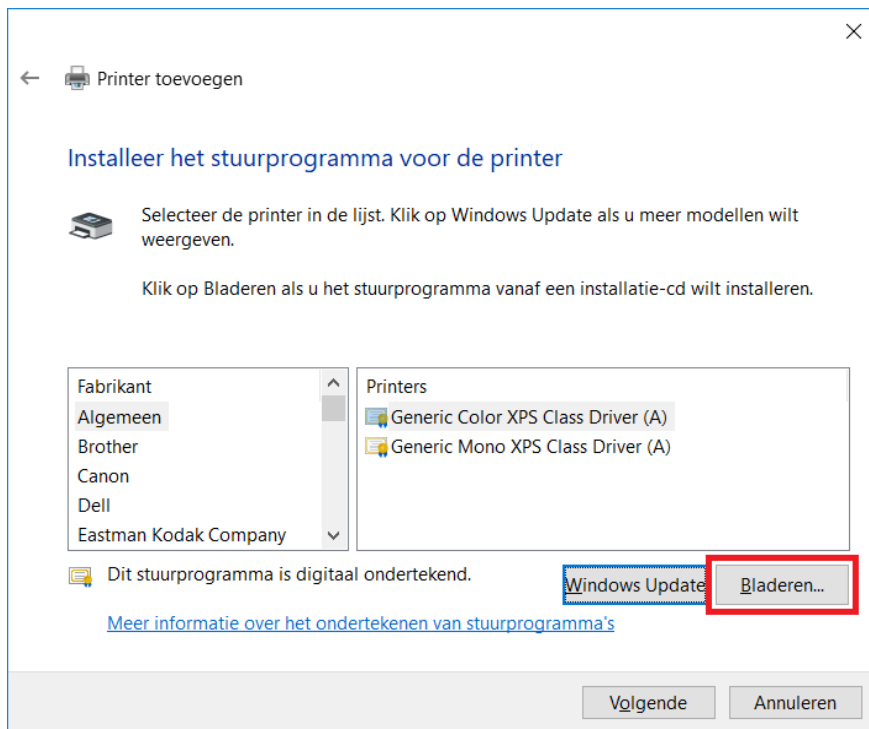 Printer toevoegen
Installeer het stuurprogramma voor de printer
Selecteer de printer in de lijst. Klik op Windows Update als u meer modellen wilt
weergeven.
Klik op Bladeren als u het stuurprogramma vanaf een installatie-cd wilt installeren.
Fabrikant
Algemeen
Brother
Canon
Dell
Eastman Kodak Company
Printers
Generic Color XPS Class Driver (A)
Generic Mono XPS Class Driver (A)
Dit stuurprogramma is digitaal ondertekend.
Windows Update
Bladeren...
Meer informatie over het ondertekenen van stuurprogramma's
Volgende
Annuleren